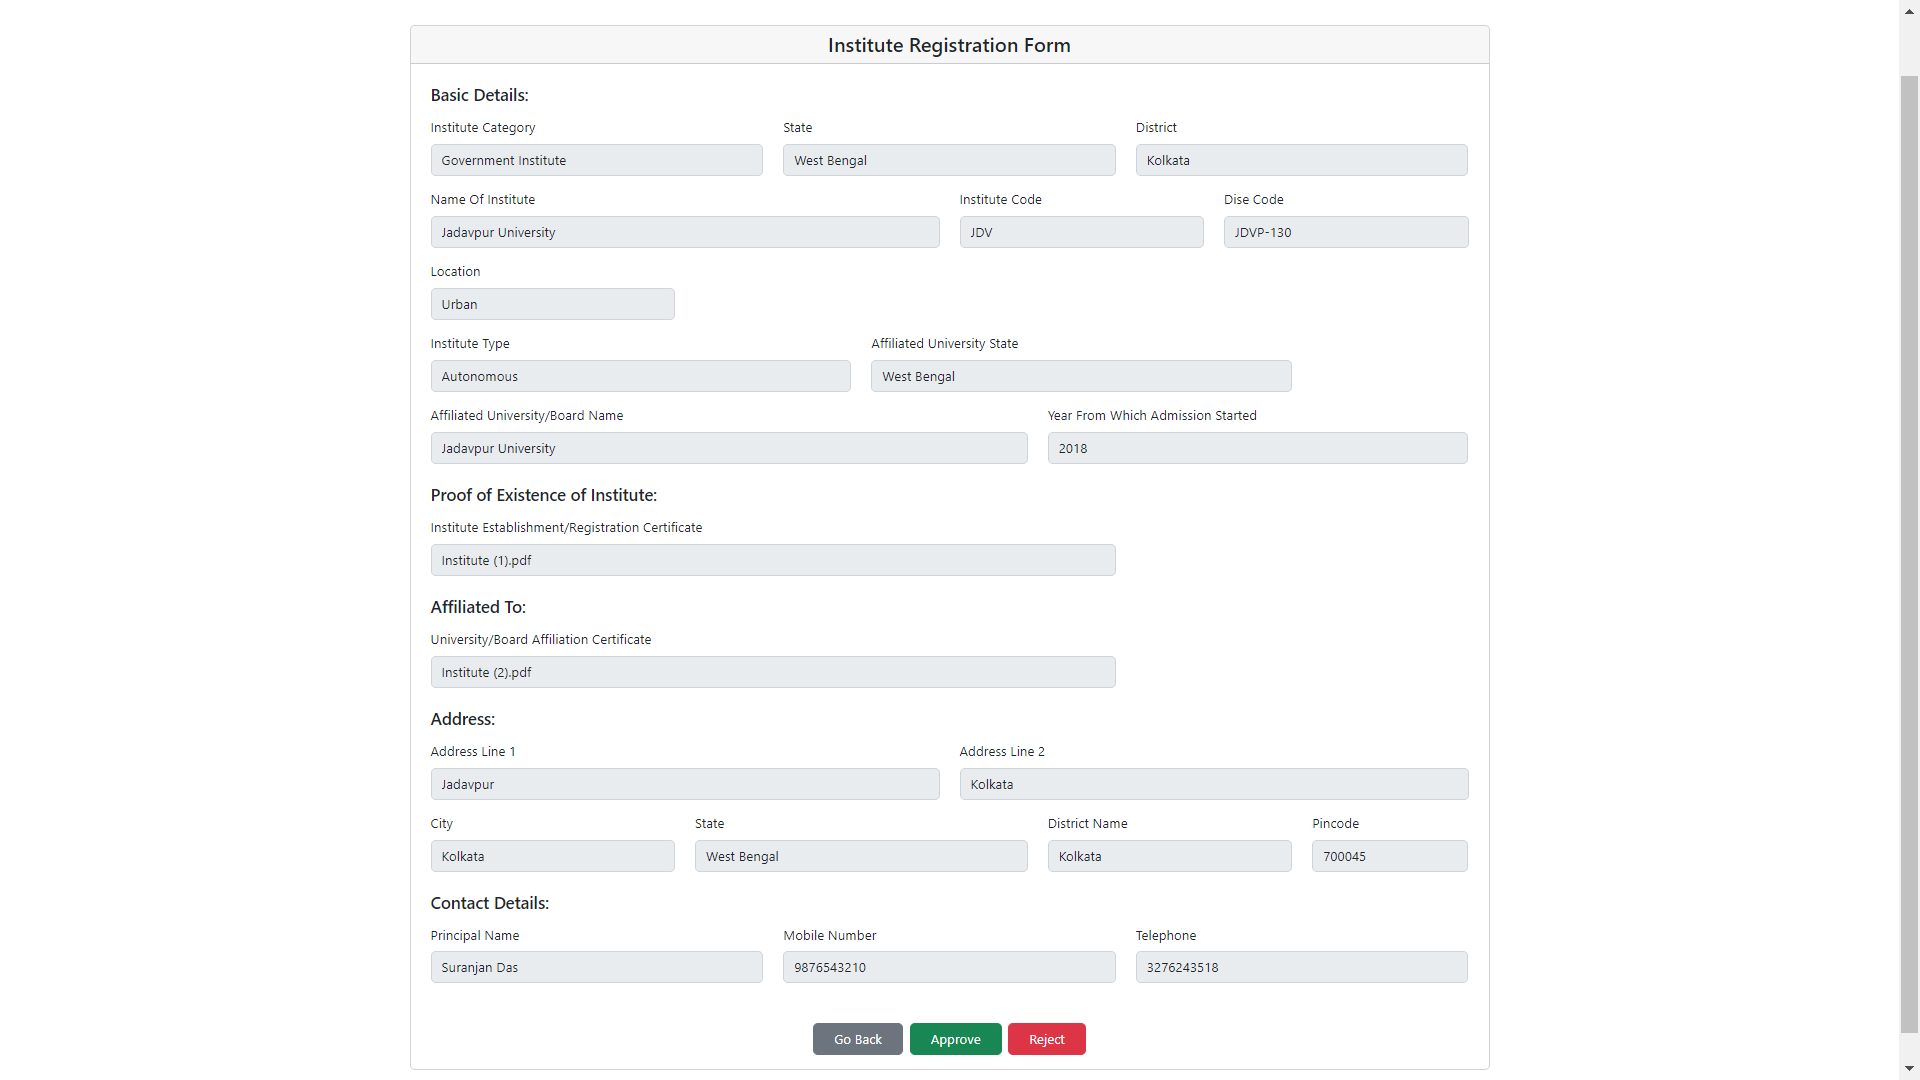 Institute Registration Form
Basic Details:
Institute Category State District
Government Institute West Bengal Kolkata
Name Of Institute Institute Code Dise Code
Jadavpur University JDV JDVP-130
Location
Urban
Institute Type Affiliated University State
Autonomous West Bengal
Affiliated University/Board Name Year From Which Admission Started
Jadavpur University 2018
Proof of Existence of Institute:
Institute Establishment/Registration Certificate
Institute (1).pdf
Affiliated To:
University/Board Affiliation Certificate
Institute (2).pdf
Address:
Address Line 1 Address Line 2
Jadavpur Kolkata
City State District Name Pincode
Kolkata West Bengal Kolkata 700045
Contact Details:
Principal Name Mobile Number Telephone
Suranjan Das 9876543210 3276243518
Go Back Approve Reject